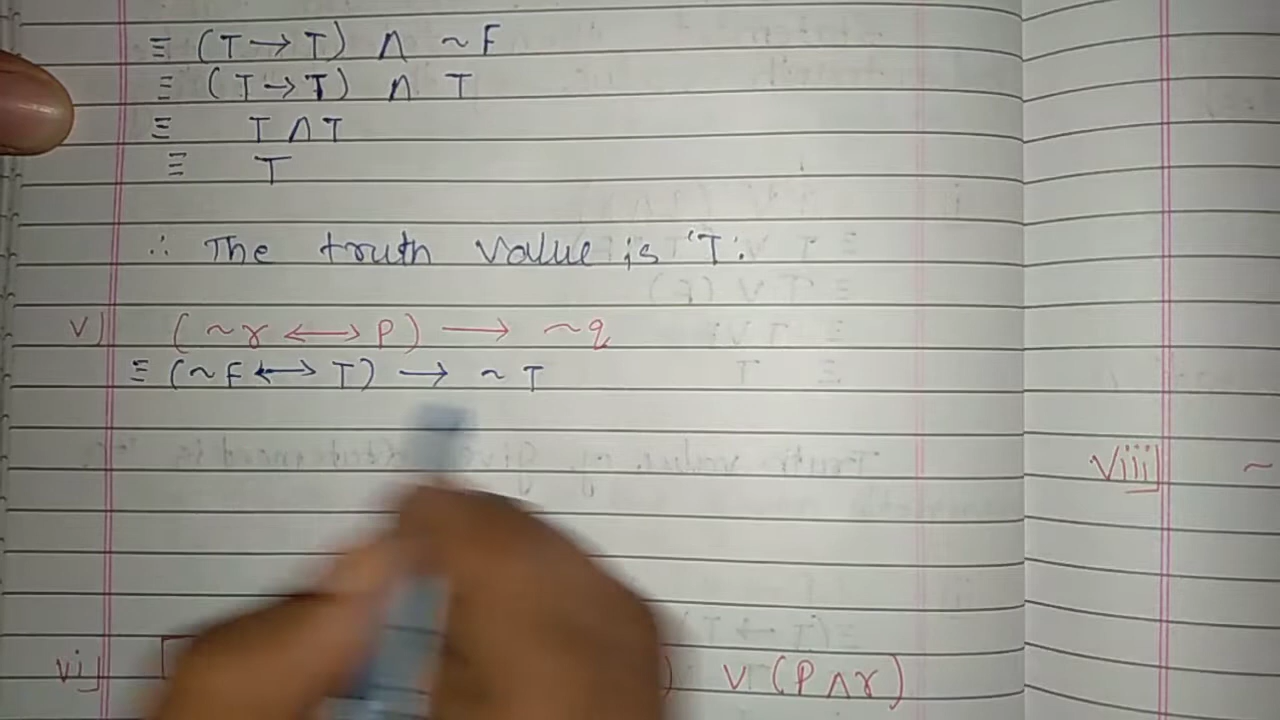 ≡ (T → T) ∧ ~F
≡ (T → T) ∧ T
≡ T ∧ T
≡ T
∴ The truth value is 'T'.
v] (~r ↔ p) → ~q
≡ (~F ↔ T) → ~T
viii] ~
vi] ) ∨ (p ∧ r)